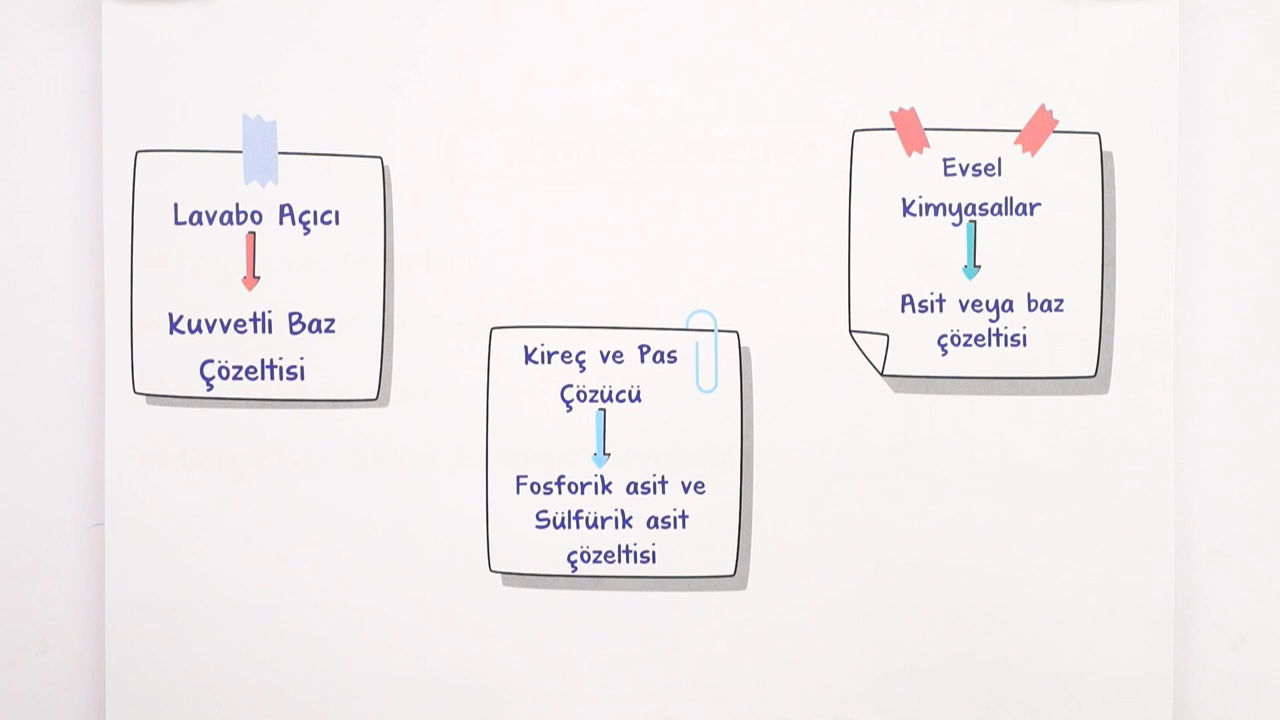 Lavabo Açıcı
Kuvvetli Baz
Çözeltisi
Kireç ve Pas
Çözücü
Fosforik asit ve
Sülfürik asit
çözeltisi
Evsel
Kimyasallar
Asit veya baz
çözeltisi